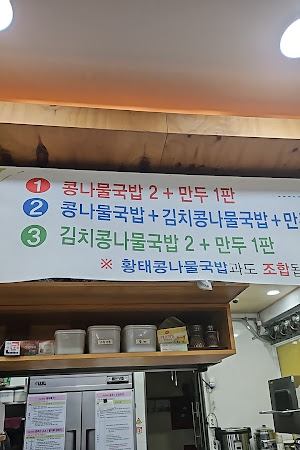 1 콩나물국밥 2 + 만두 1판
2 콩나물국밥+김치콩나물국밥+만
3 김치콩나물국밥 2 + 만두 1판
※ 황태콩나물국밥과도 조합됩